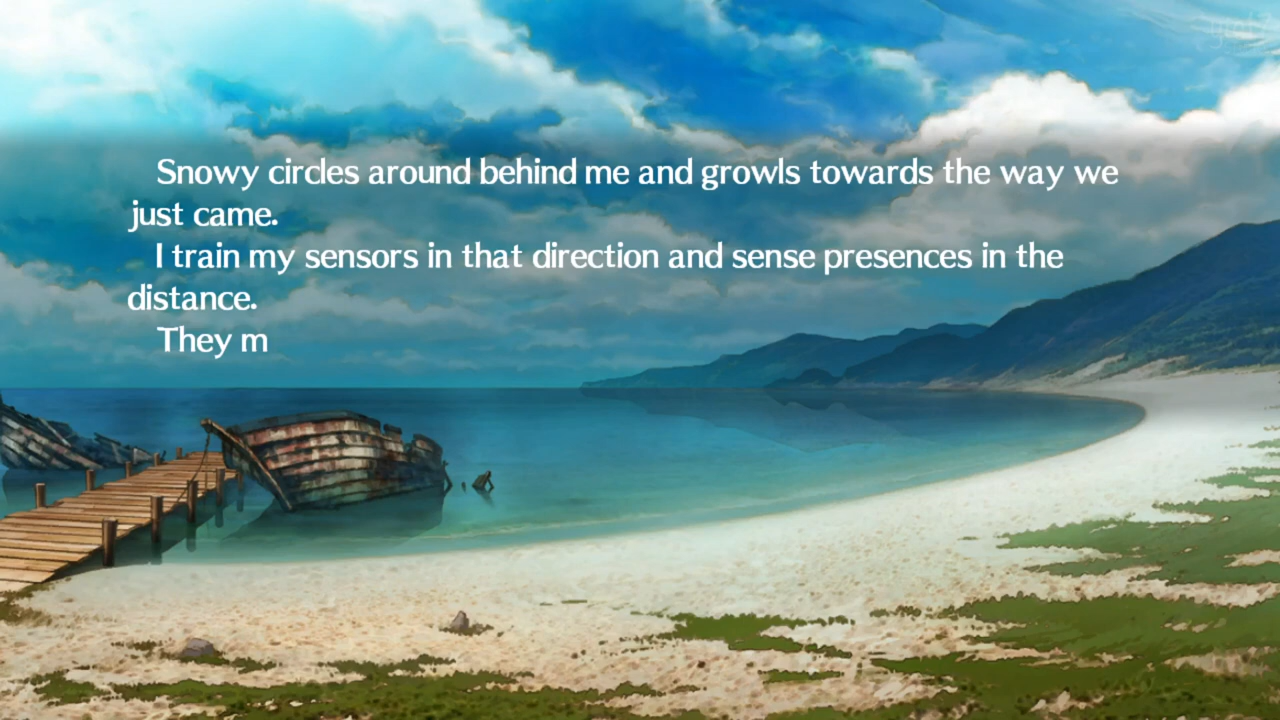 Snowy circles around behind me and growls towards the way we
just came.
I train my sensors in that direction and sense presences in the
distance.
They m